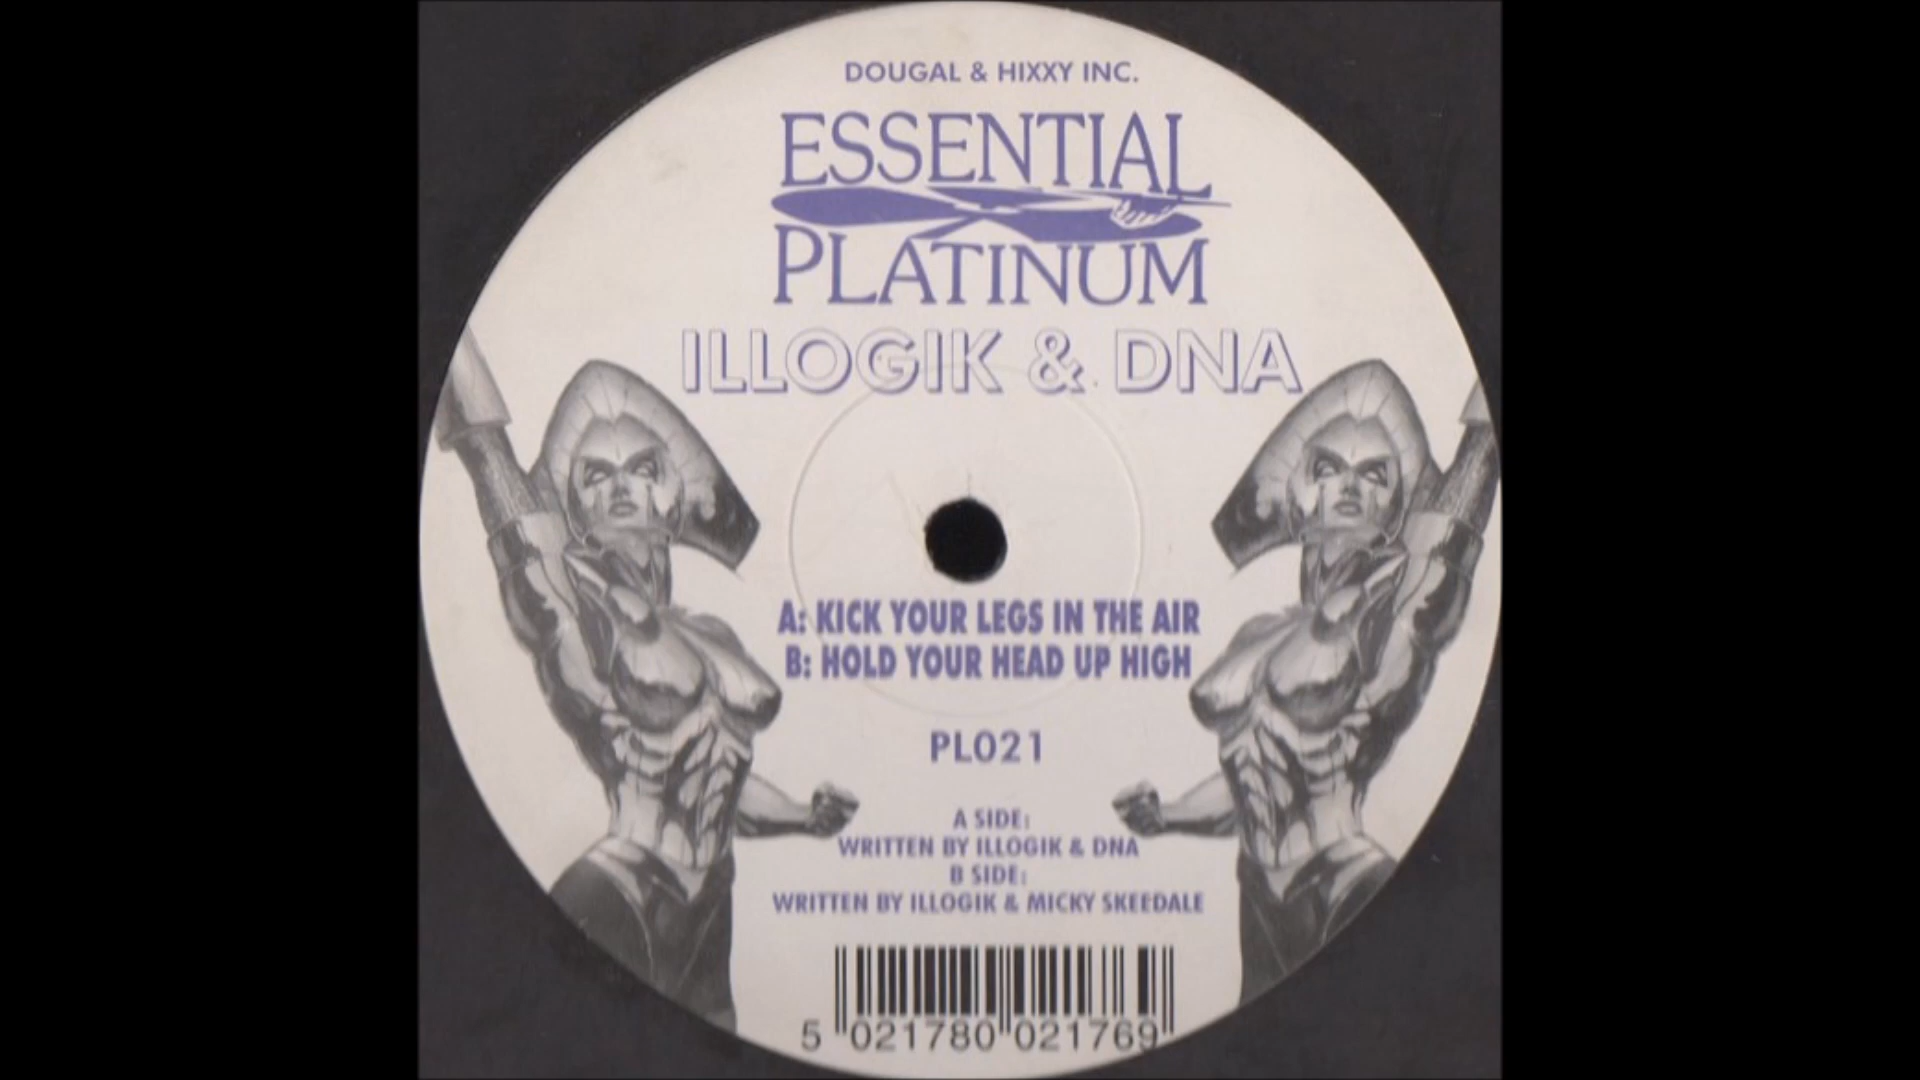 DOUGAL & HIXXY INC.
ESSENTIAL
PLATINUM
ILLOGIK & DNA
A: KICK YOUR LEGS IN THE AIR
B: HOLD YOUR HEAD UP HIGH
PL021
A SIDE:
WRITTEN BY ILLOGIK & DNA
B SIDE:
WRITTEN BY ILLOGIK & MICKY SKEEDALE
5 021780 021769